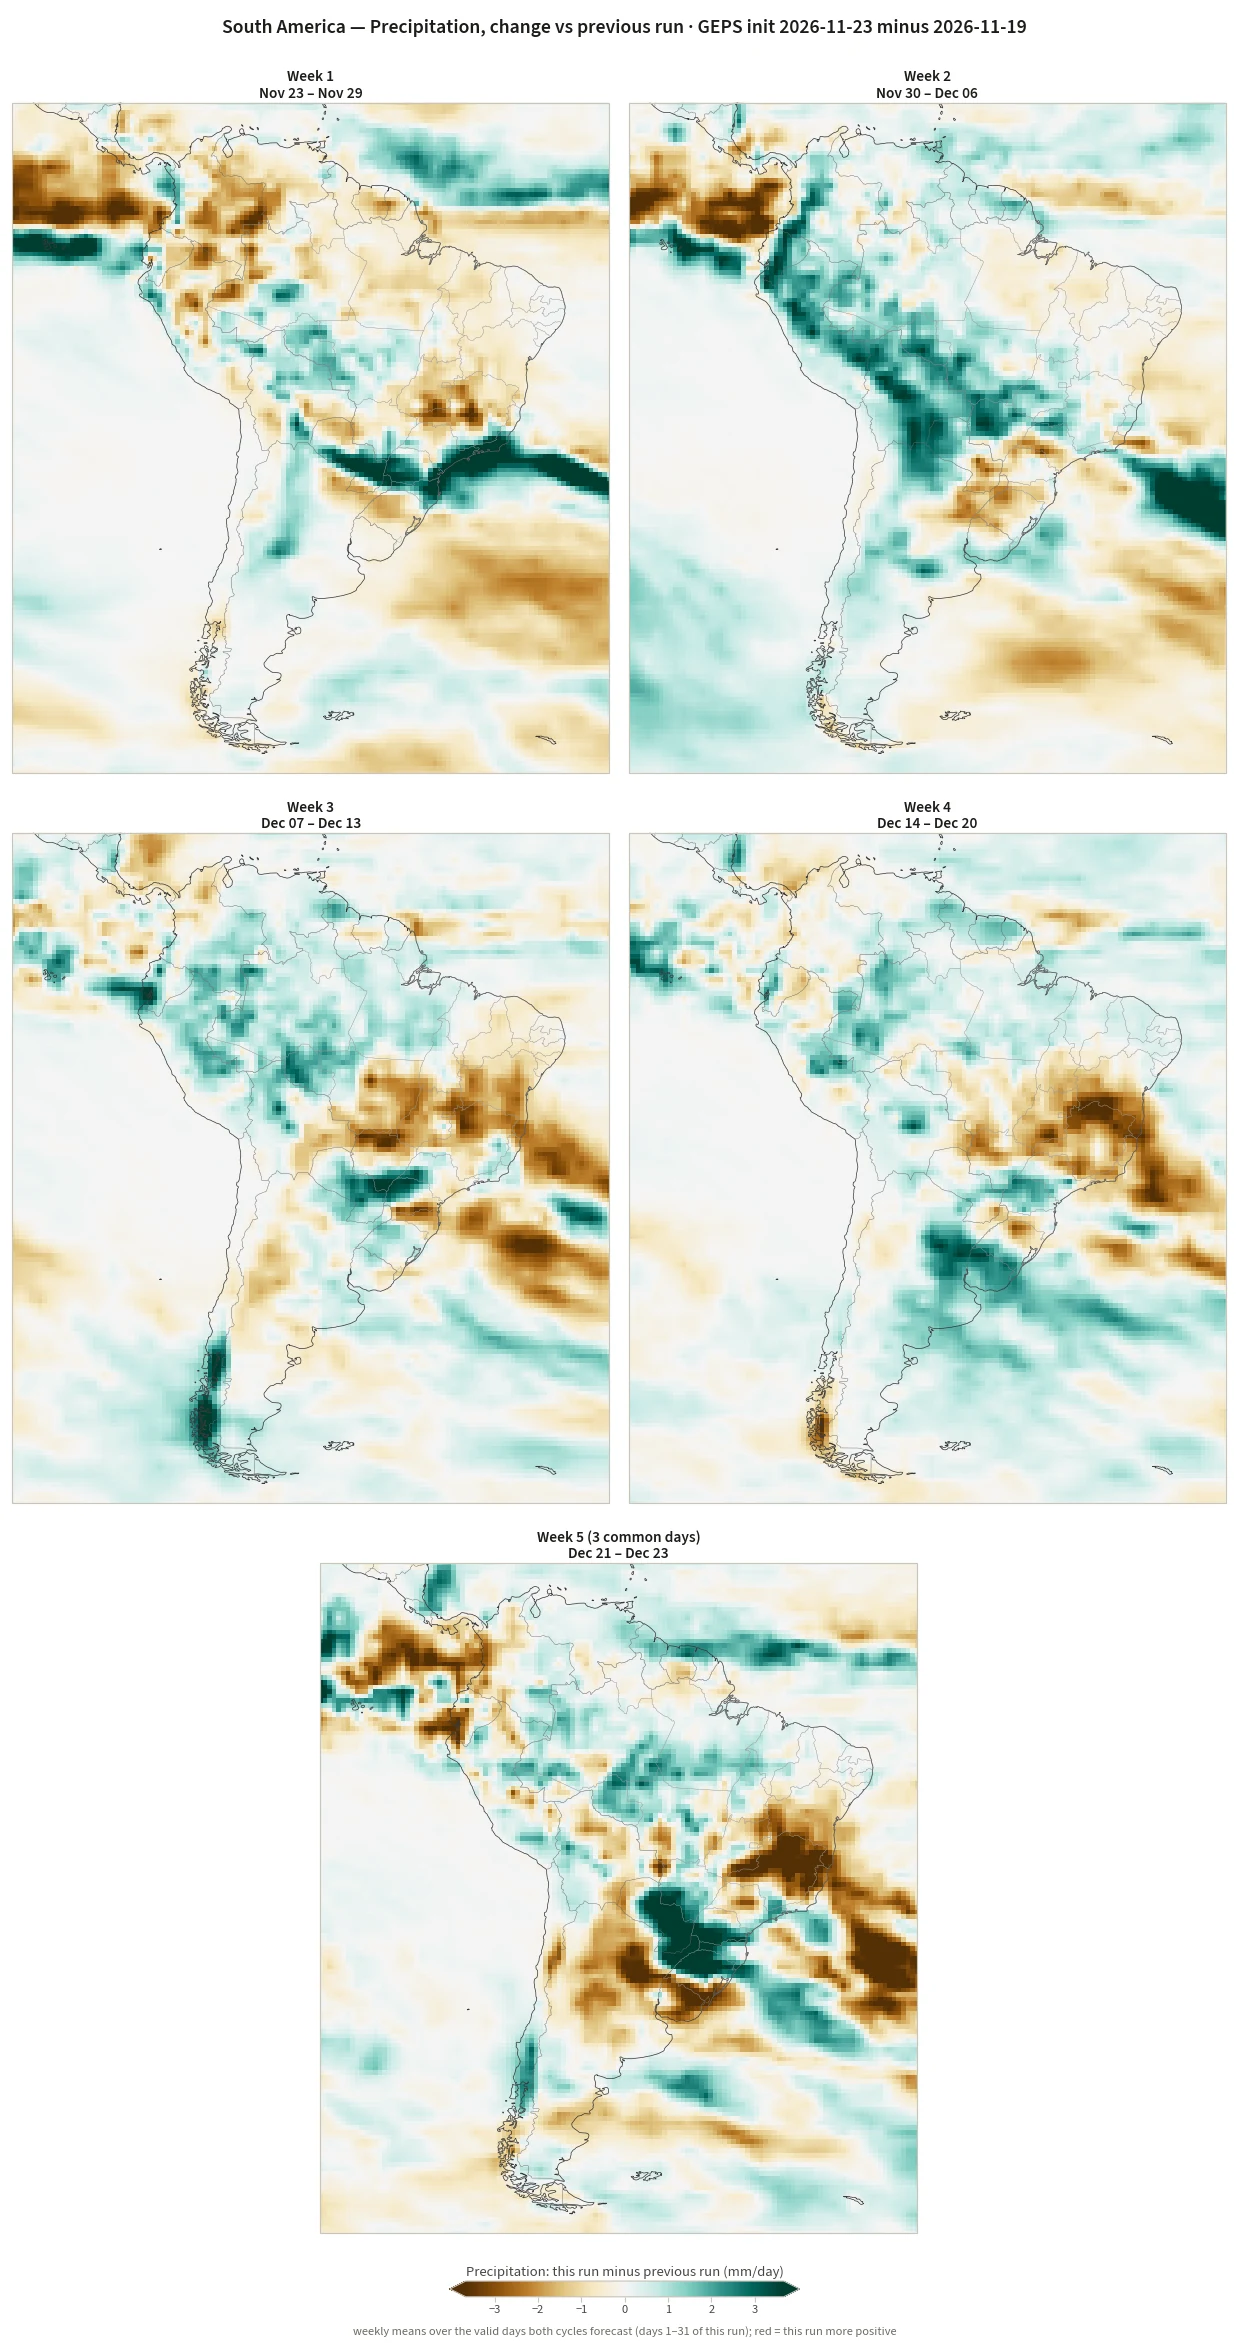 South America — Precipitation, change vs previous run · GEPS init 2026-11-23 minus 2026-11-19
Week 1
Nov 23 – Nov 29
Week 2
Nov 30 – Dec 06
Week 3
Dec 07 – Dec 13
Week 4
Dec 14 – Dec 20
Week 5 (3 common days)
Dec 21 – Dec 23
Precipitation: this run minus previous run (mm/day)
−3 −2 −1 0 1 2 3
weekly means over the valid days both cycles forecast (days 1–31 of this run); red = this run more positive